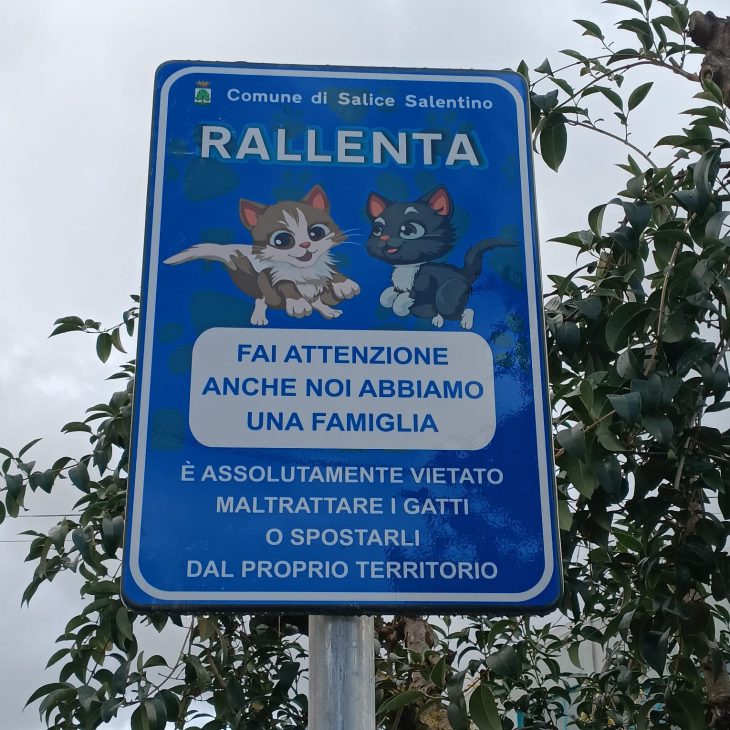 Comune di Salice Salentino
RALLENTA
FAI ATTENZIONE
ANCHE NOI ABBIAMO
UNA FAMIGLIA
È ASSOLUTAMENTE VIETATO
MALTRATTARE I GATTI
O SPOSTARLI
DAL PROPRIO TERRITORIO